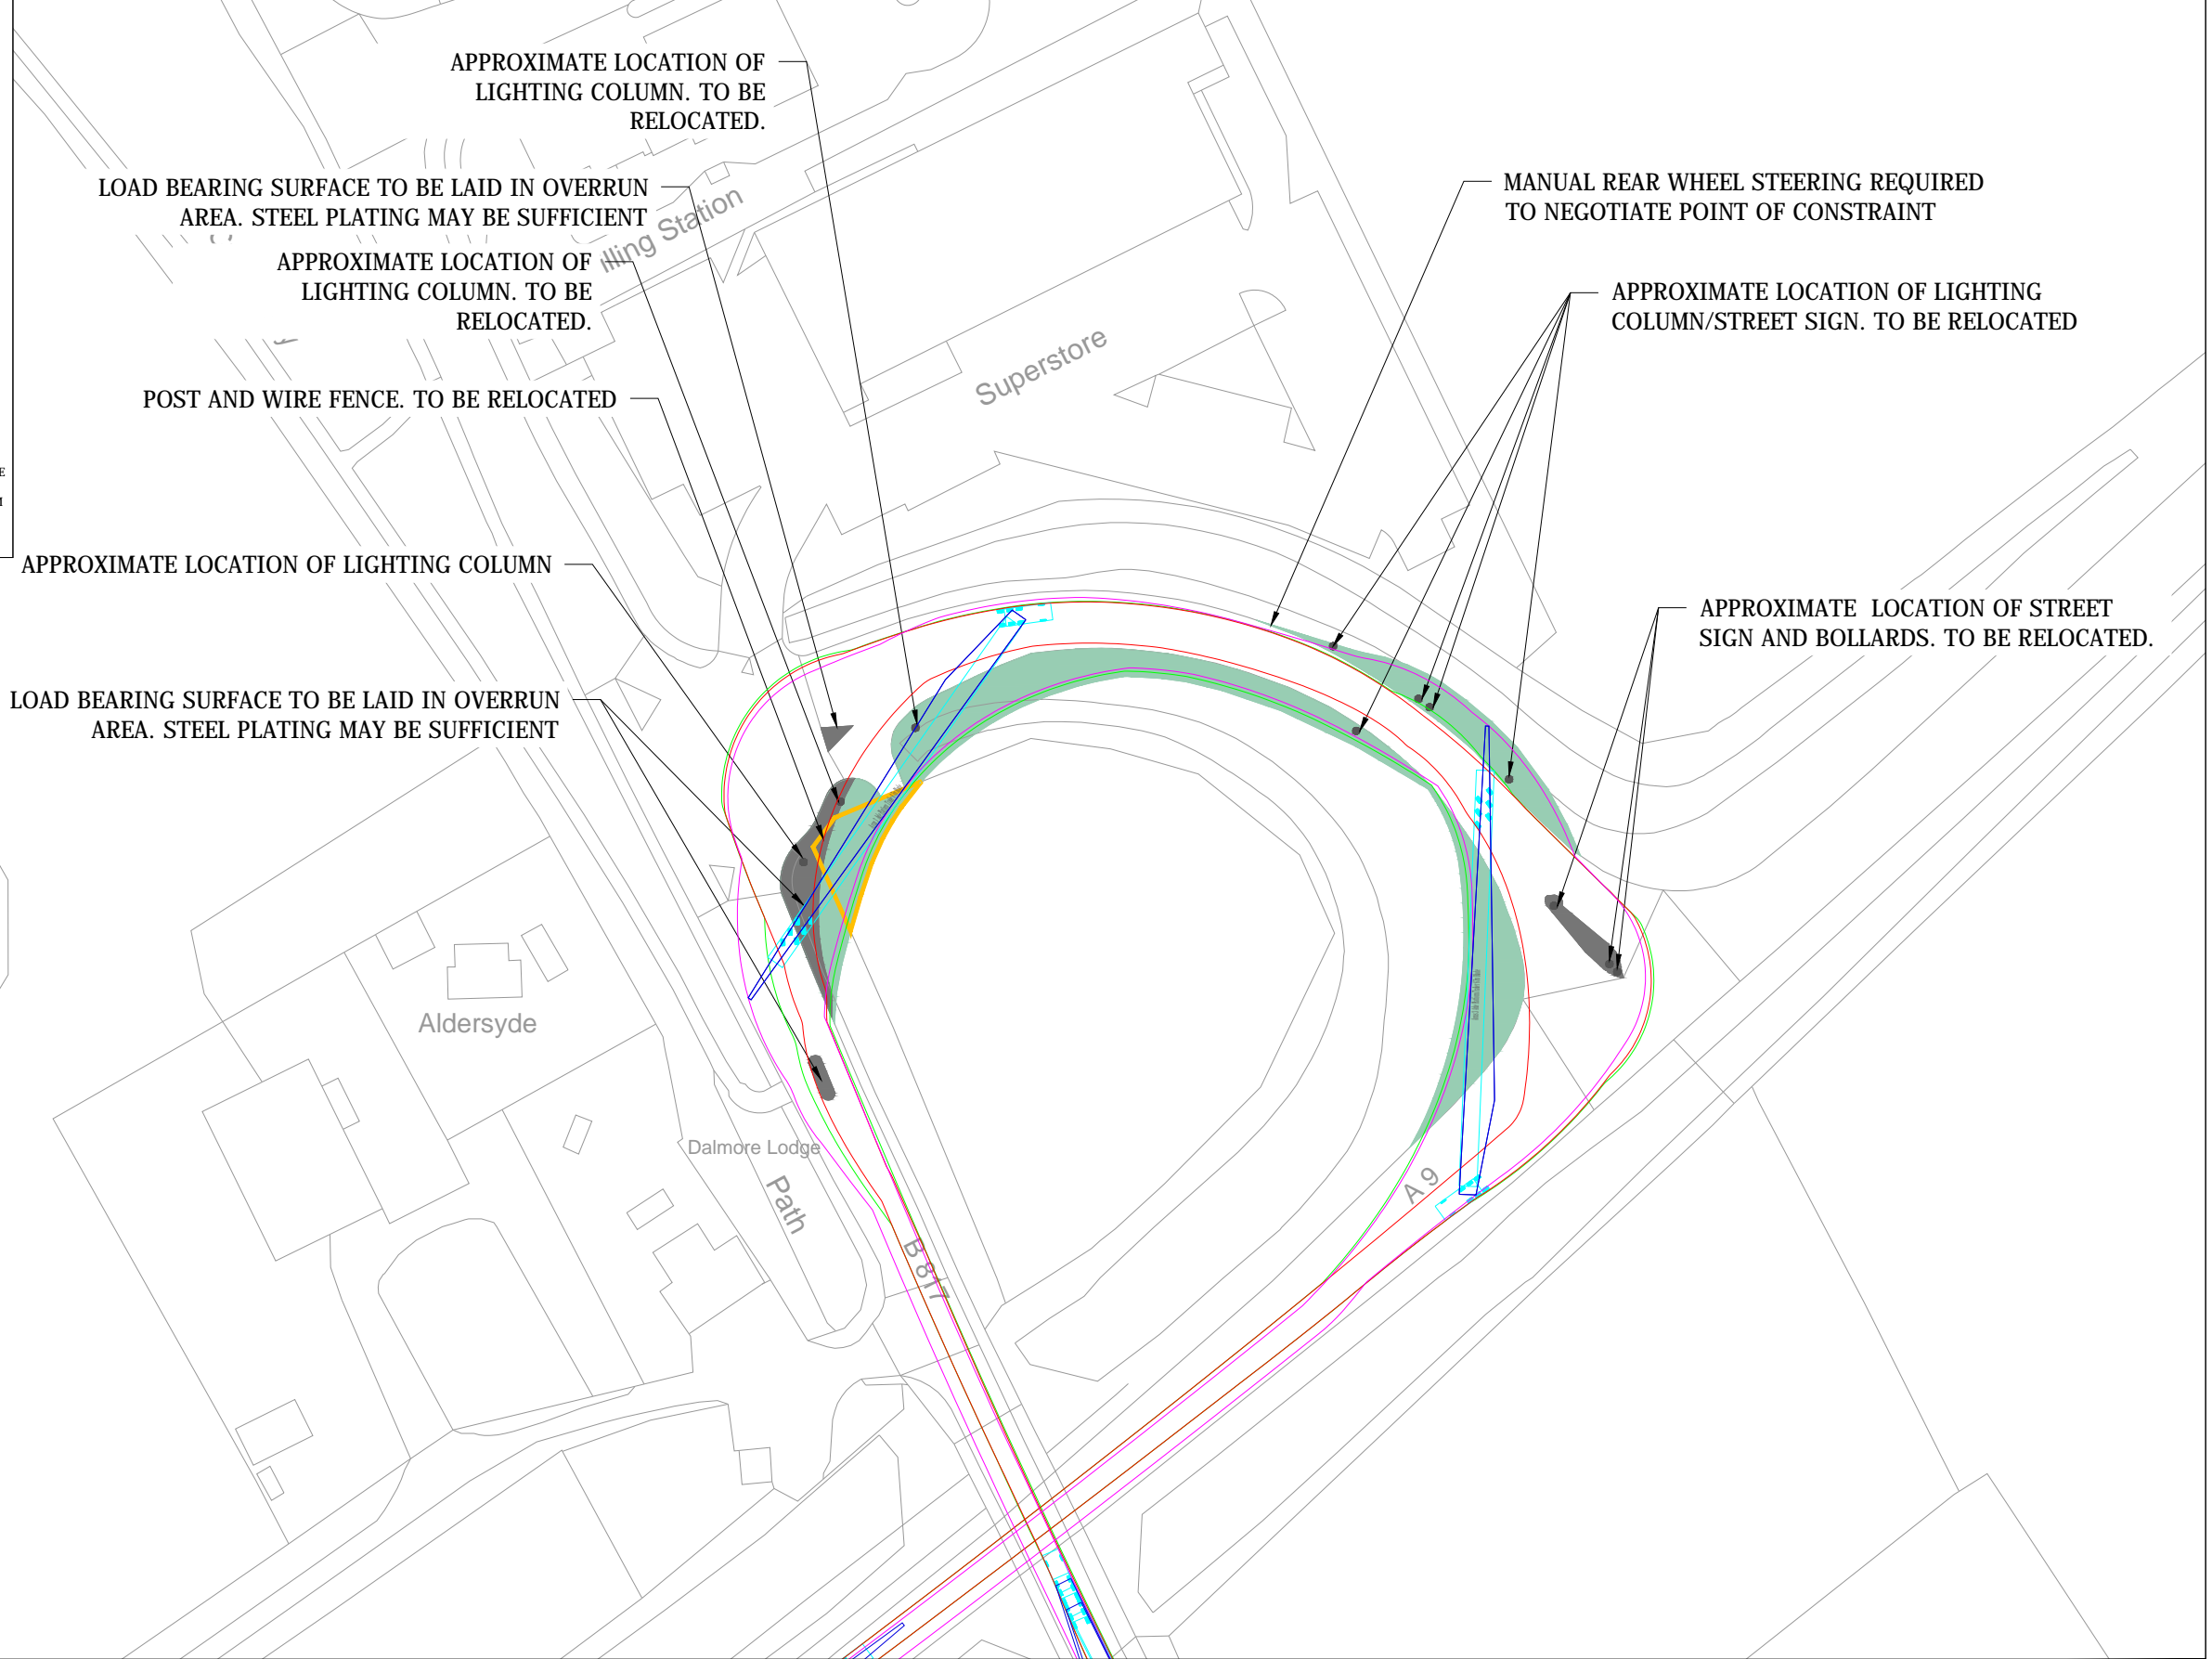 APPROXIMATE LOCATION OF
LIGHTING COLUMN. TO BE
RELOCATED.
LOAD BEARING SURFACE TO BE LAID IN OVERRUN
AREA. STEEL PLATING MAY BE SUFFICIENT
APPROXIMATE LOCATION OF
LIGHTING COLUMN. TO BE
RELOCATED.
POST AND WIRE FENCE. TO BE RELOCATED
APPROXIMATE LOCATION OF LIGHTING COLUMN
LOAD BEARING SURFACE TO BE LAID IN OVERRUN
AREA. STEEL PLATING MAY BE SUFFICIENT
MANUAL REAR WHEEL STEERING REQUIRED
TO NEGOTIATE POINT OF CONSTRAINT
APPROXIMATE LOCATION OF LIGHTING
COLUMN/STREET SIGN. TO BE RELOCATED
APPROXIMATE LOCATION OF STREET
SIGN AND BOLLARDS. TO BE RELOCATED.
Station
Superstore
Aldersyde
Dalmore Lodge
Path
B 817
A 9